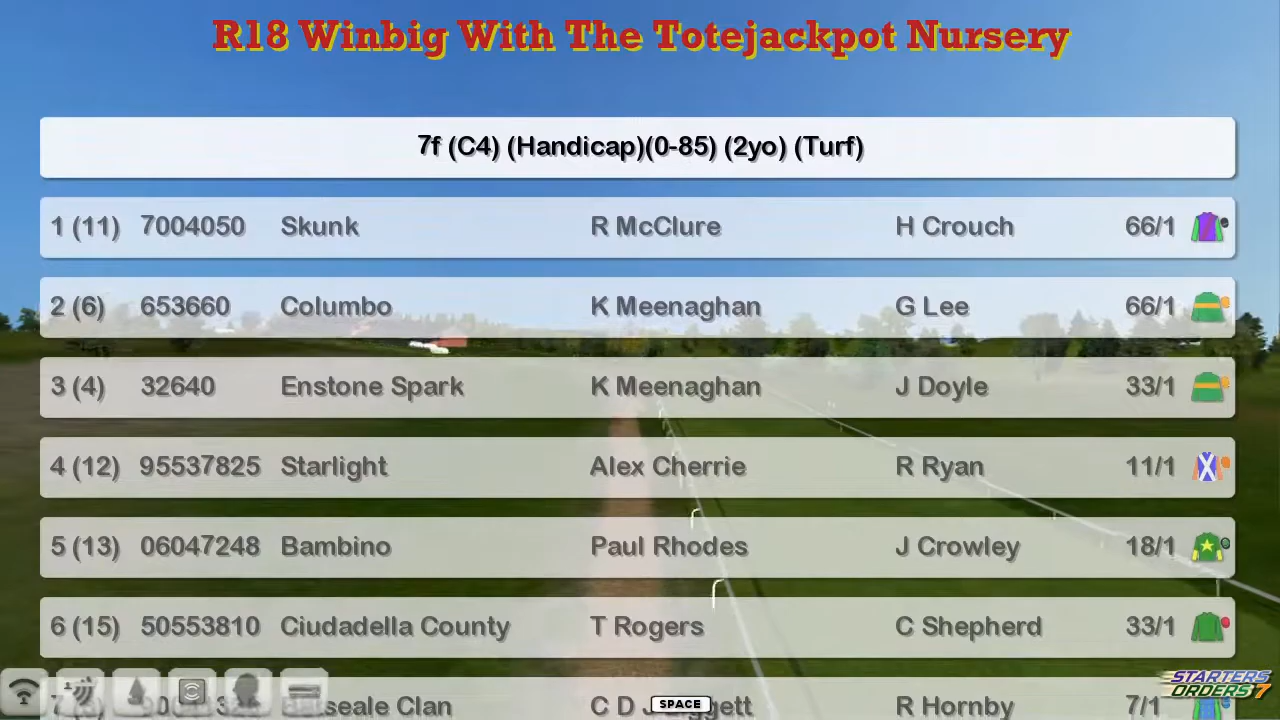 R18 Winbig With The Totejackpot Nursery
7f (C4) (Handicap)(0-85) (2yo) (Turf)
1 (11) 7004050 Skunk R McClure H Crouch 66/1
2 (6) 653660 Columbo K Meenaghan G Lee 66/1
3 (4) 32640 Enstone Spark K Meenaghan J Doyle 33/1
4 (12) 95537825 Starlight Alex Cherrie R Ryan 11/1
5 (13) 06047248 Bambino Paul Rhodes J Crowley 18/1
6 (15) 50553810 Ciudadella County T Rogers C Shepherd 33/1
Clan C D R Hornby 7/1
SPACE
STARTERS
ORDERS 7